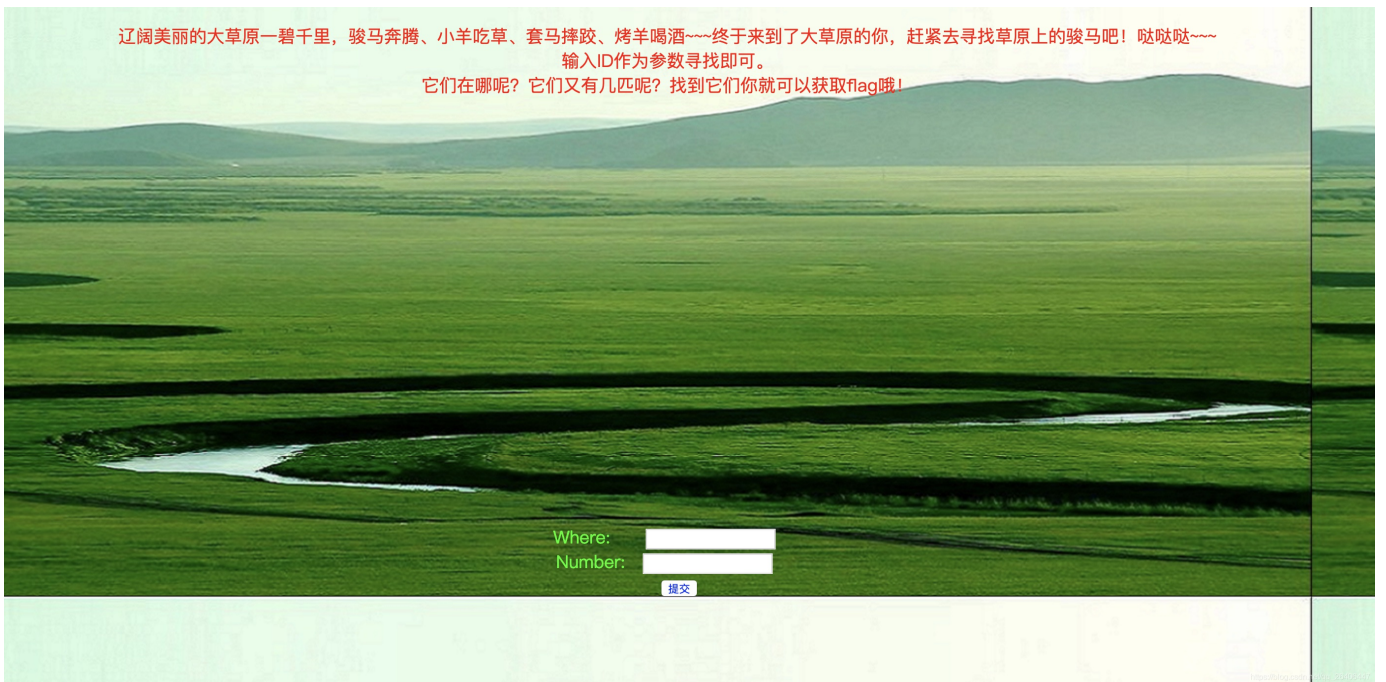 辽阔美丽的大草原一碧千里，骏马奔腾、小羊吃草、套马摔跤、烤羊喝酒~~~终于来到了大草原的你，赶紧去寻找草原上的骏马吧！哒哒哒~~~
输入ID作为参数寻找即可。
它们在哪呢？它们又有几匹呢？找到它们你就可以获取flag哦！
Where:
Number:
提交